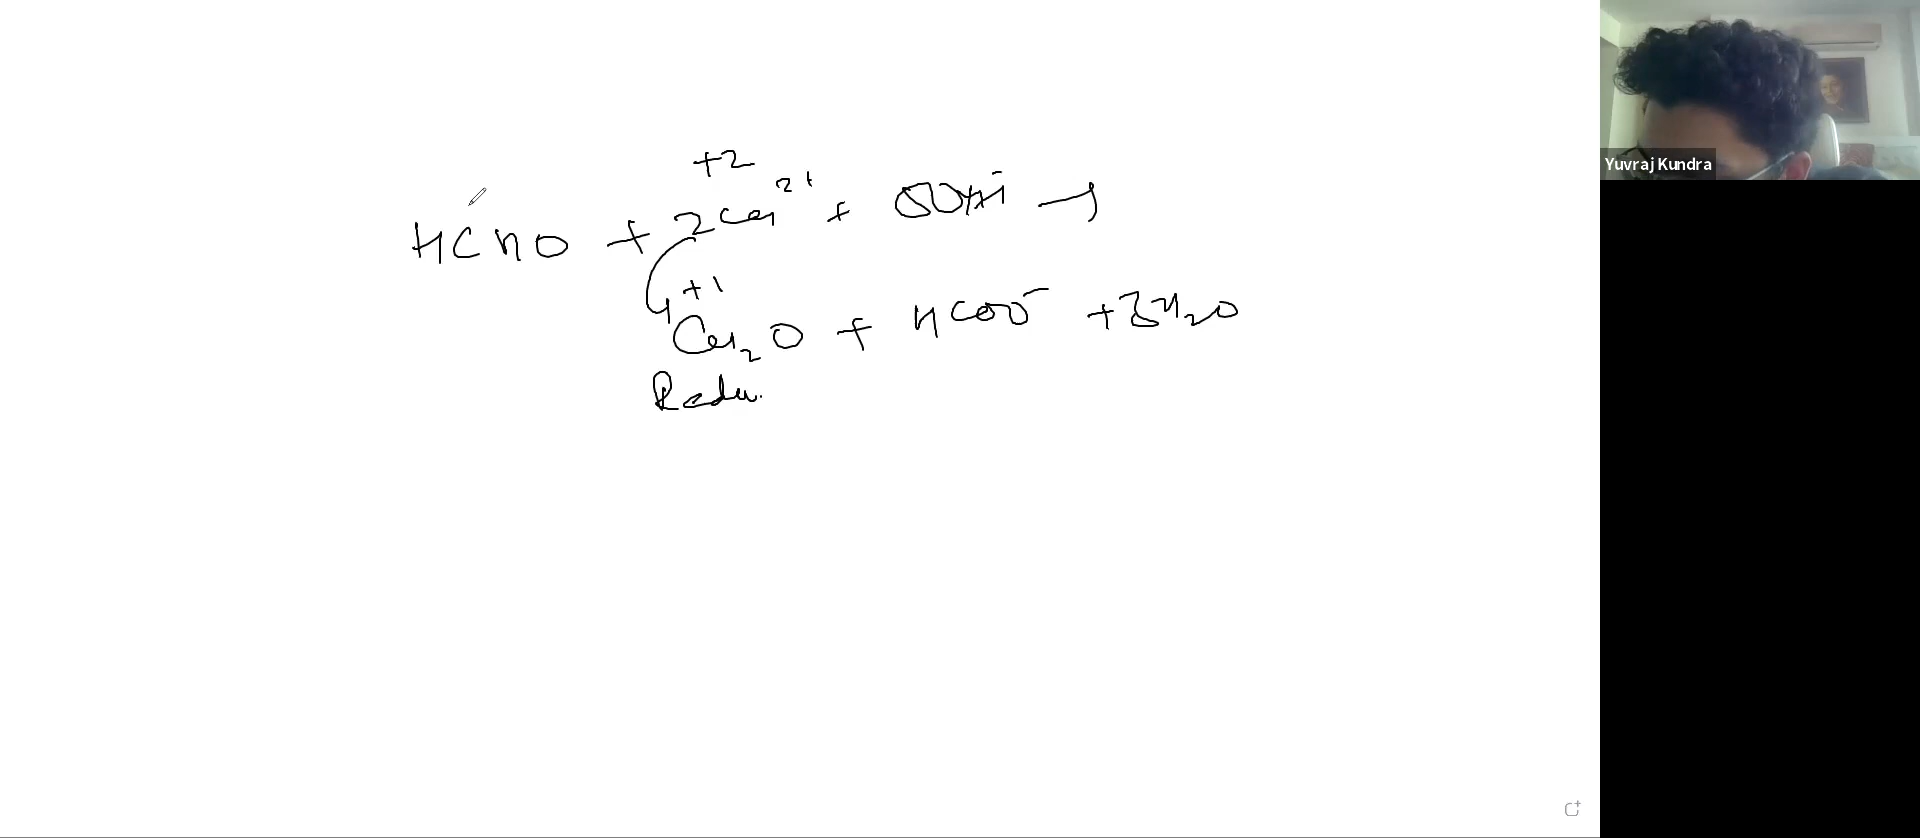 Yuvraj Kundra
+2
HCHO + 2Cu²⁺ + 5OH⁻ →
+1
Cu₂O + HCOO⁻ + 3H₂O
Redu.